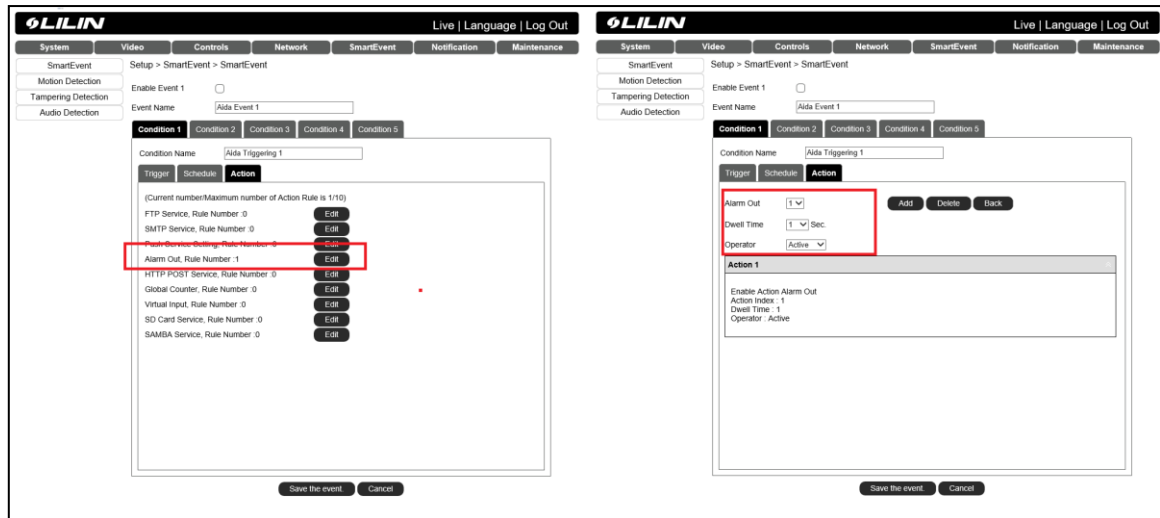 LILIN
Live | Language | Log Out
System Video Controls Network SmartEvent Notification Maintenance
SmartEvent
Motion Detection
Tampering Detection
Audio Detection
Setup > SmartEvent > SmartEvent
Enable Event 1
Event Name Aida Event 1
Condition 1 Condition 2 Condition 3 Condition 4 Condition 5
Condition Name Aida Triggering 1
Trigger Schedule Action
(Current number/Maximum number of Action Rule is 1/10)
FTP Service, Rule Number :0 Edit
SMTP Service, Rule Number :0 Edit
Push Service Setting, Rule Number :0 Edit
Alarm Out, Rule Number :1 Edit
HTTP POST Service, Rule Number :0 Edit
Global Counter, Rule Number :0 Edit
Virtual Input, Rule Number :0 Edit
SD Card Service, Rule Number :0 Edit
SAMBA Service, Rule Number :0 Edit
Save the event. Cancel
LILIN
Live | Language | Log Out
System Video Controls Network SmartEvent Notification Maintenance
SmartEvent
Motion Detection
Tampering Detection
Audio Detection
Setup > SmartEvent > SmartEvent
Enable Event 1
Event Name Aida Event 1
Condition 1 Condition 2 Condition 3 Condition 4 Condition 5
Condition Name Aida Triggering 1
Trigger Schedule Action
Alarm Out 1 Add Delete Back
Dwell Time 1 Sec.
Operator Active
Action 1
Enable Action Alarm Out
Action Index : 1
Dwell Time : 1
Operator : Active
Save the event. Cancel